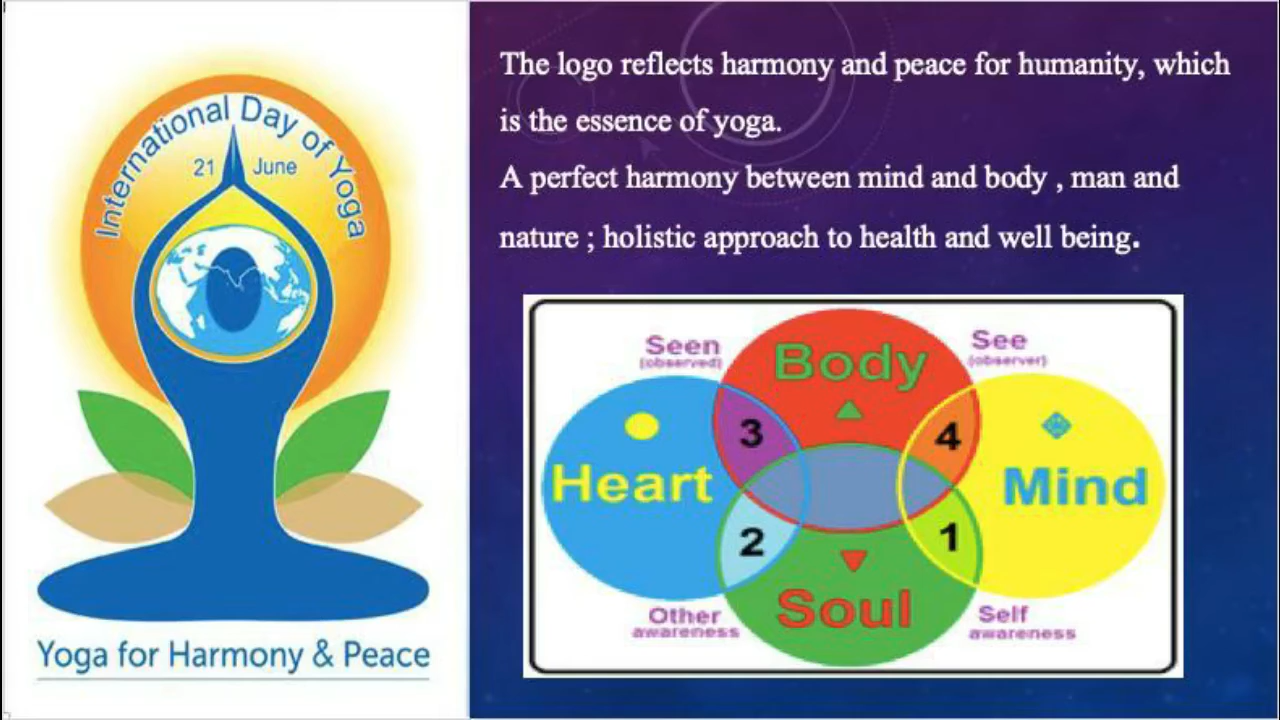 International Day of Yoga
21 June
Yoga for Harmony & Peace
The logo reflects harmony and peace for humanity, which
is the essence of yoga.
A perfect harmony between mind and body , man and
nature ; holistic approach to health and well being.
Seen
(observed)
See
(observer)
Body
3
4
Heart
Mind
2
1
Soul
Other
awareness
Self
awareness